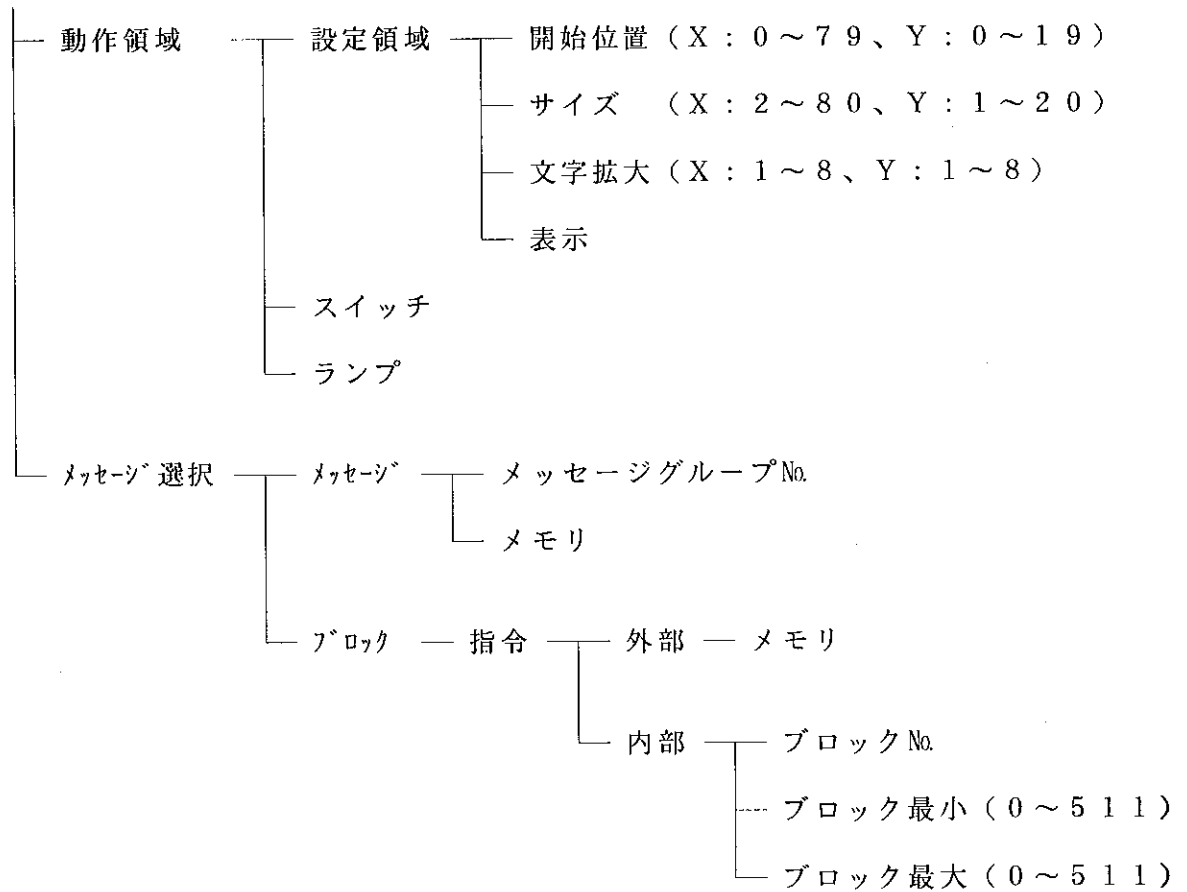 動作領域 設定領域 開始位置（X：0～79、Y：0～19）
サイズ （X：2～80、Y：1～20）
文字拡大（X：1～8、Y：1～8）
表示
スイッチ
ランプ
ﾒｯｾｰｼﾞ選択 ﾒｯｾｰｼﾞ メッセージグループ№
メモリ
ﾌﾞﾛｯｸ 指令 外部 メモリ
内部 ブロック№
ブロック最小（0～511）
ブロック最大（0～511）